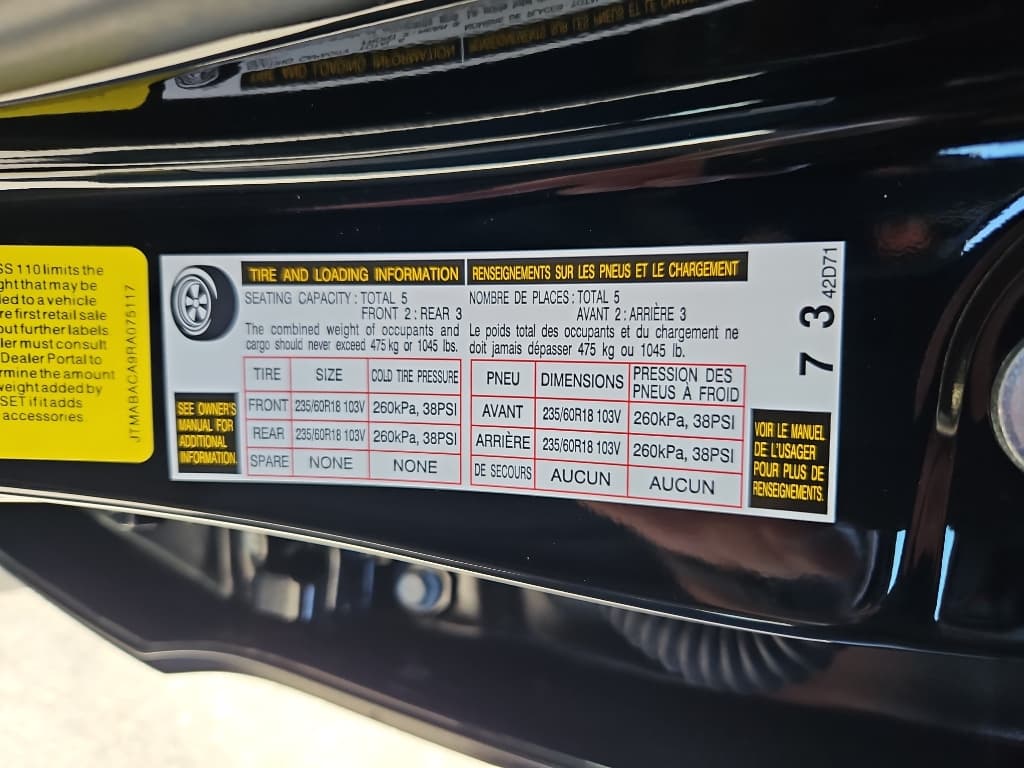 SS 110 limits the
ght that may be
ed to a vehicle
re first retail sale
out further labels
ler must consult
Dealer Portal to
rmine the amount
weight added by
SET if it adds
accessories
JTMABACA9RA075117
TIRE AND LOADING INFORMATION
SEATING CAPACITY : TOTAL 5
FRONT 2 : REAR 3
The combined weight of occupants and
cargo should never exceed 475 kg or 1045 lbs.
TIRE SIZE COLD TIRE PRESSURE
FRONT 235/60R18 103V 260kPa, 38PSI
REAR 235/60R18 103V 260kPa, 38PSI
SPARE NONE NONE
SEE OWNER'S
MANUAL FOR
ADDITIONAL
INFORMATION.
RENSEIGNEMENTS SUR LES PNEUS ET LE CHARGEMENT
NOMBRE DE PLACES : TOTAL 5
AVANT 2 : ARRIÈRE 3
Le poids total des occupants et du chargement ne
doit jamais dépasser 475 kg ou 1045 lb.
PNEU DIMENSIONS PRESSION DES
PNEUS À FROID
AVANT 235/60R18 103V 260kPa, 38PSI
ARRIÈRE 235/60R18 103V 260kPa, 38PSI
DE SECOURS AUCUN AUCUN
VOIR LE MANUEL
DE L'USAGER
POUR PLUS DE
RENSEIGNEMENTS.
7 3
42D71